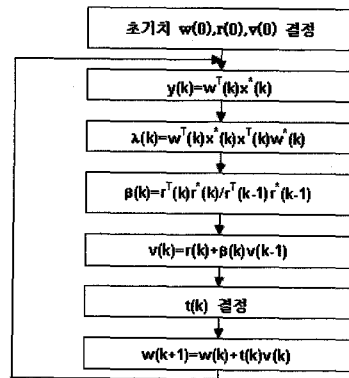 초기치 w(0),r(0),v(0) 결정
y(k)=w^T(k)x^*(k)
λ(k)=w^T(k)x^*(k)x^T(k)w^*(k)
β(k)=r^T(k)r^*(k)/r^T(k-1)r^*(k-1)
v(k)=r(k)+β(k)v(k-1)
t(k) 결정
w(k+1)=w(k)+t(k)v(k)